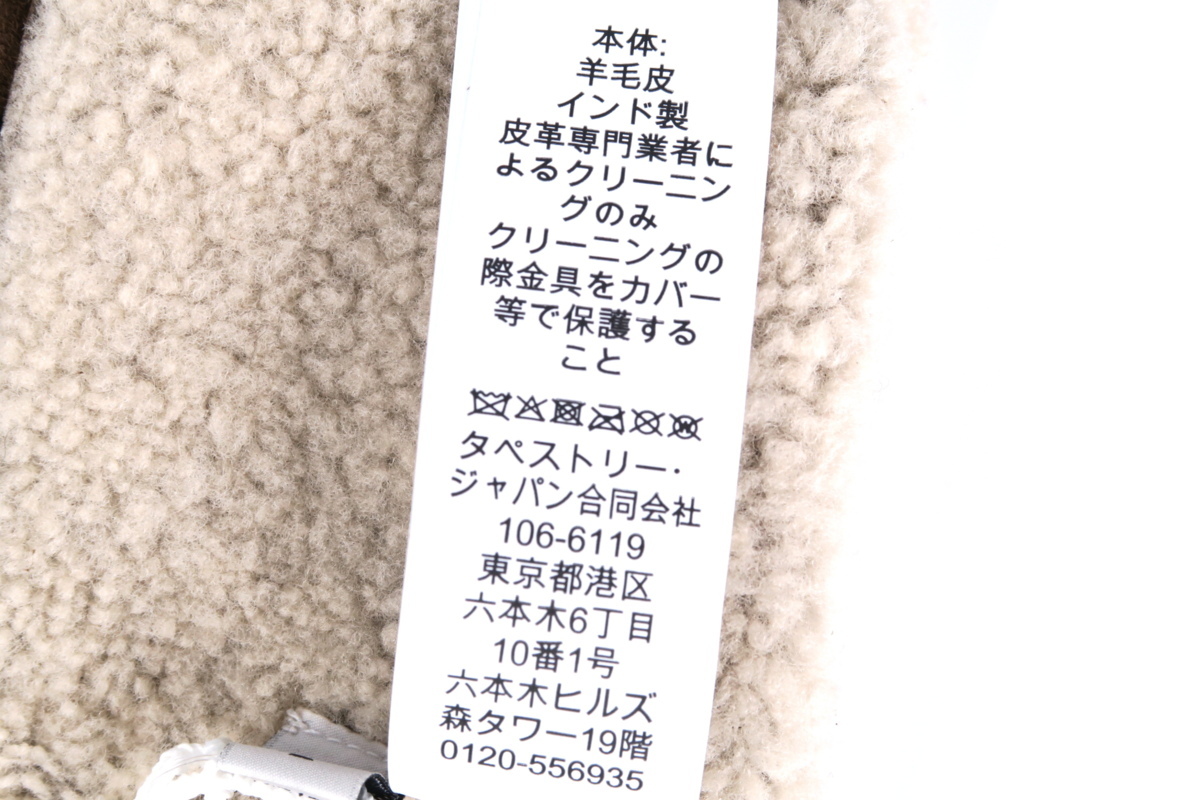 本体:
羊毛皮
インド製
皮革専門業者に
よるクリーニン
グのみ
クリーニングの
際金具をカバー
等で保護する
こと
タペストリー・
ジャパン合同会社
106-6119
東京都港区
六本木6丁目
10番1号
六本木ヒルズ
森タワー19階
0120-556935